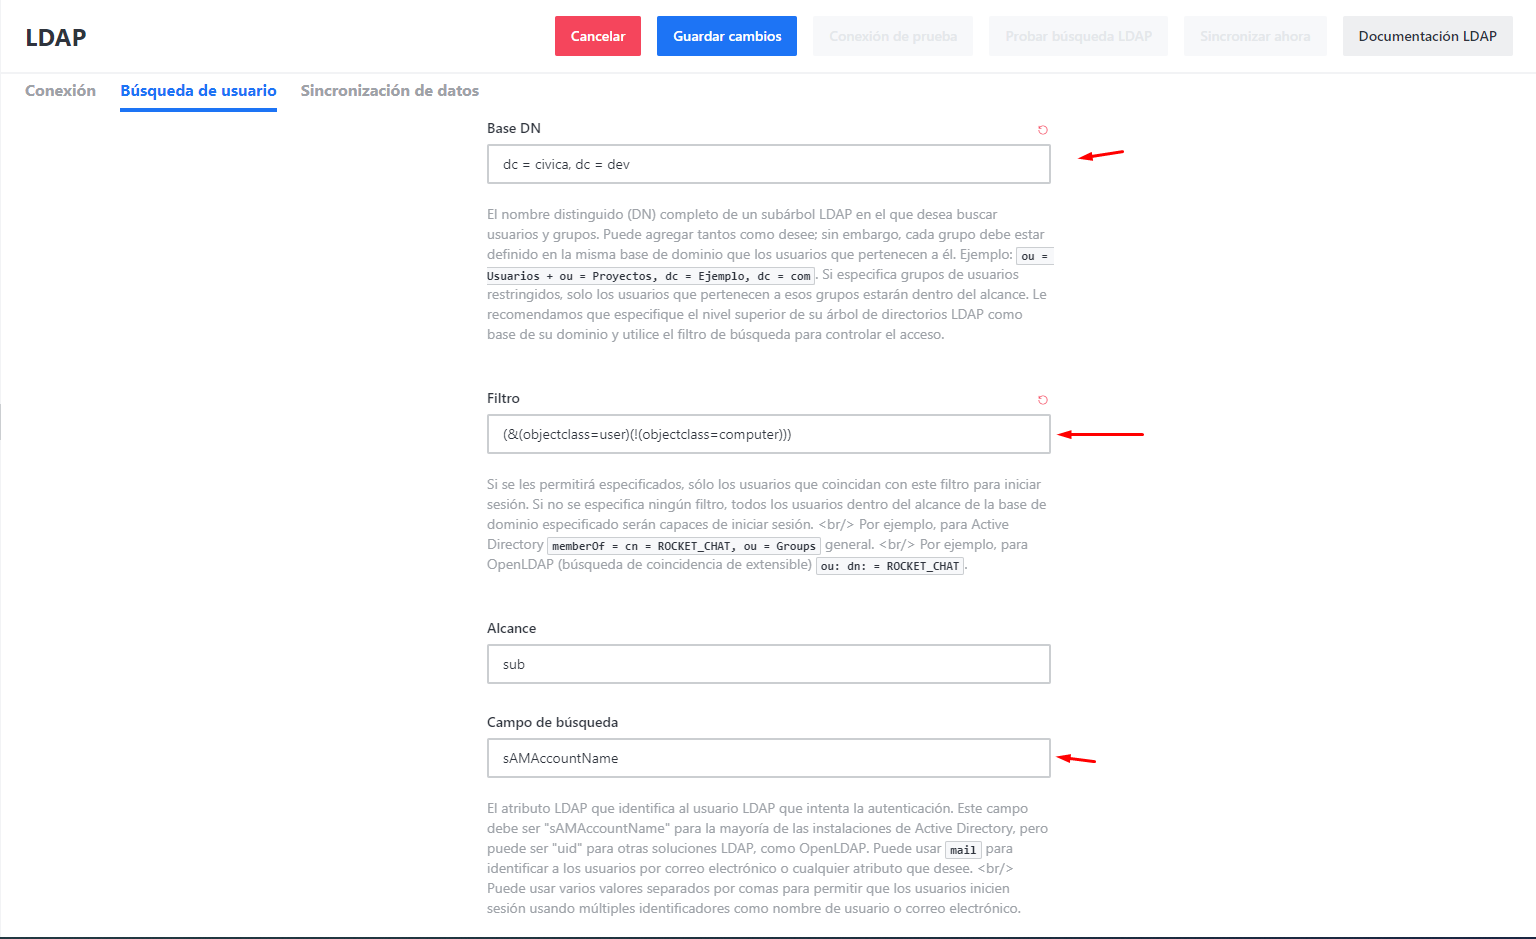 LDAP
Cancelar
Guardar cambios
Conexión de prueba
Probar búsqueda LDAP
Sincronizar ahora
Documentación LDAP
Conexión
Búsqueda de usuario
Sincronización de datos
Base DN
dc = civica, dc = dev
El nombre distinguido (DN) completo de un subárbol LDAP en el que desea buscar
usuarios y grupos. Puede agregar tantos como desee; sin embargo, cada grupo debe estar
definido en la misma base de dominio que los usuarios que pertenecen a él. Ejemplo: ou =
Usuarios + ou = Proyectos, dc = Ejemplo, dc = com. Si especifica grupos de usuarios
restringidos, solo los usuarios que pertenecen a esos grupos estarán dentro del alcance. Le
recomendamos que especifique el nivel superior de su árbol de directorios LDAP como
base de su dominio y utilice el filtro de búsqueda para controlar el acceso.
Filtro
(&(objectclass=user)(!(objectclass=computer)))
Si se les permitirá especificados, sólo los usuarios que coincidan con este filtro para iniciar
sesión. Si no se especifica ningún filtro, todos los usuarios dentro del alcance de la base de
dominio especificado serán capaces de iniciar sesión. <br/> Por ejemplo, para Active
Directory memberOf = cn = ROCKET_CHAT, ou = Groups general. <br/> Por ejemplo, para
OpenLDAP (búsqueda de coincidencia de extensible) ou: dn: = ROCKET_CHAT.
Alcance
sub
Campo de búsqueda
sAMAccountName
El atributo LDAP que identifica al usuario LDAP que intenta la autenticación. Este campo
debe ser "sAMAccountName" para la mayoría de las instalaciones de Active Directory, pero
puede ser "uid" para otras soluciones LDAP, como OpenLDAP. Puede usar mail para
identificar a los usuarios por correo electrónico o cualquier atributo que desee. <br/>
Puede usar varios valores separados por comas para permitir que los usuarios inicien
sesión usando múltiples identificadores como nombre de usuario o correo electrónico.